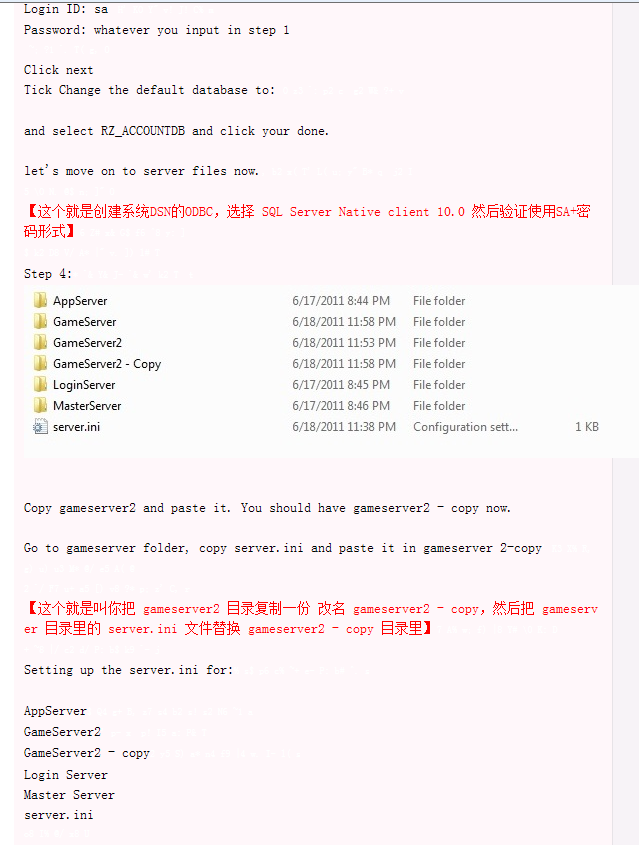 Login ID: sa
Password: whatever you input in step 1
Click next
Tick Change the default database to:
and select RZ_ACCOUNTDB and click your done.
let's move on to server files now.
【这个就是创建系统DSN的ODBC，选择 SQL Server Native client 10.0 然后验证使用SA+密
码形式】
Step 4:
AppServer 6/17/2011 8:44 PM File folder
GameServer 6/18/2011 11:58 PM File folder
GameServer2 6/18/2011 11:53 PM File folder
GameServer2 - Copy 6/18/2011 11:58 PM File folder
LoginServer 6/17/2011 8:45 PM File folder
MasterServer 6/17/2011 8:46 PM File folder
server.ini 6/18/2011 11:38 PM Configuration sett... 1 KB
Copy gameserver2 and paste it. You should have gameserver2 - copy now.
Go to gameserver folder, copy server.ini and paste it in gameserver 2-copy
【这个就是叫你把 gameserver2 目录复制一份 改名 gameserver2 - copy，然后把 gameserv
er 目录里的 server.ini 文件替换 gameserver2 - copy 目录里】
Setting up the server.ini for:
AppServer
GameServer2
GameServer2 - copy
Login Server
Master Server
server.ini